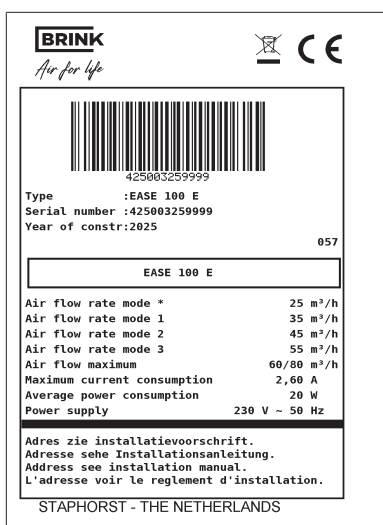 BRINK
Air for life
CE
425003259999
Type :EASE 100 E
Serial number :425003259999
Year of constr:2025
057
EASE 100 E
Air flow rate mode * 25 m³/h
Air flow rate mode 1 35 m³/h
Air flow rate mode 2 45 m³/h
Air flow rate mode 3 55 m³/h
Air flow maximum 60/80 m³/h
Maximum current consumption 2,60 A
Average power consumption 20 W
Power supply 230 V ~ 50 Hz
Adres zie installatievoorschrift.
Adresse sehe Installationsanleitung.
Address see installation manual.
L'adresse voir le reglement d'installation.
STAPHORST - THE NETHERLANDS